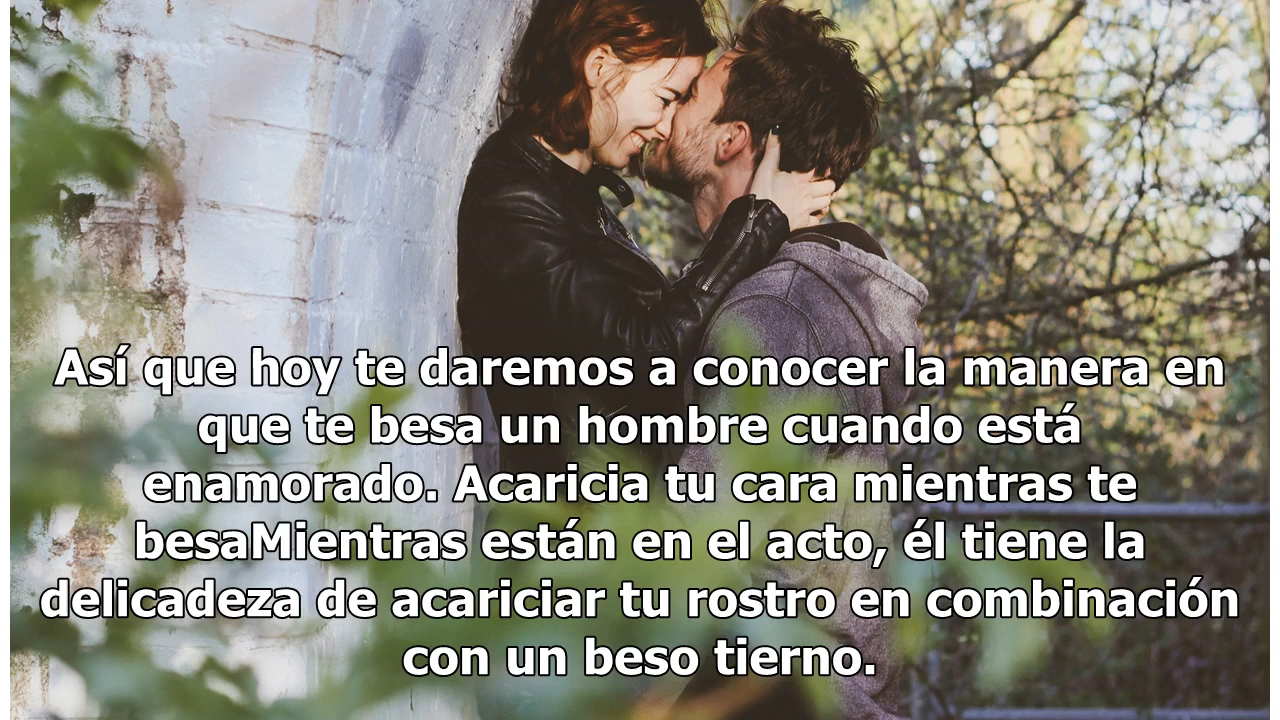 Así que hoy te daremos a conocer la manera en
que te besa un hombre cuando está
enamorado. Acaricia tu cara mientras te
besaMientras están en el acto, él tiene la
delicadeza de acariciar tu rostro en combinación
con un beso tierno.